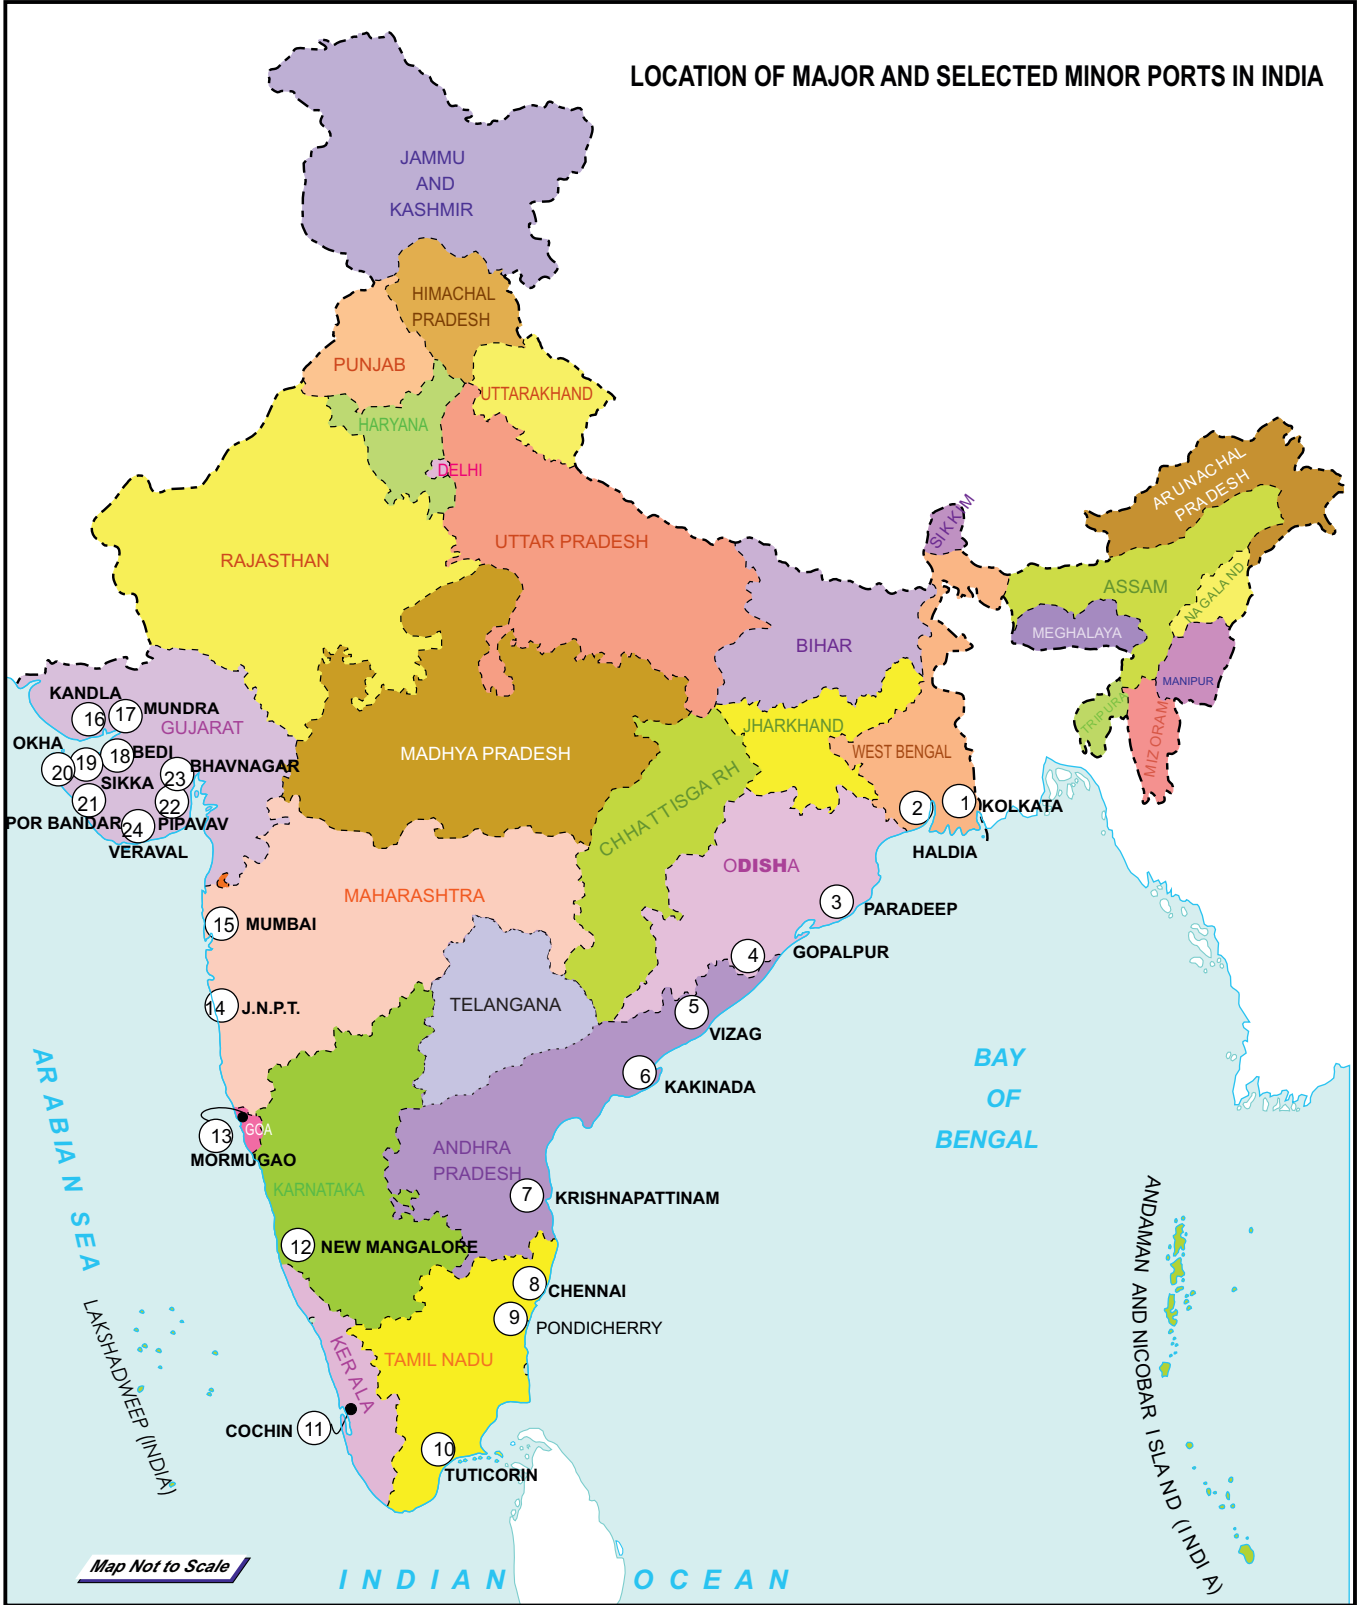 LOCATION OF MAJOR AND SELECTED MINOR PORTS IN INDIA
JAMMU
AND
KASHMIR
HIMACHAL
PRADESH
PUNJAB
UTTARAKHAND
HARYANA
DELHI
ARUNACHAL
PRADESH
SIKKIM
UTTAR PRADESH
RAJASTHAN
ASSAM
NAGALAND
MEGHALAYA
BIHAR
MANIPUR
KANDLA
16
17
MUNDRA
GUJARAT
TRIPURA
MIZORAM
JHARKHAND
WEST BENGAL
MADHYA PRADESH
OKHA
20
19
18
BEDI
23
BHAVNAGAR
SIKKA
21
22
POR BANDAR
24
PIPAVAV
VERAVAL
CHHATTISGA RH
2
1
KOLKATA
HALDIA
ODISHA
MAHARASHTRA
3
PARADEEP
15
MUMBAI
4
GOPALPUR
14
J.N.P.T.
TELANGANA
5
VIZAG
6
KAKINADA
ARABIAN SEA
BAY
OF
BENGAL
GOA
13
MORMUGAO
ANDHRA
PRADESH
KARNATAKA
7
KRISHNAPATTINAM
12
NEW MANGALORE
8
CHENNAI
9
PONDICHERRY
LAKSHADWEEP (INDIA)
KERALA
TAMIL NADU
ANDAMAN AND NICOBAR ISLAND (INDIA)
COCHIN
11
10
TUTICORIN
Map Not to Scale
INDIAN OCEAN